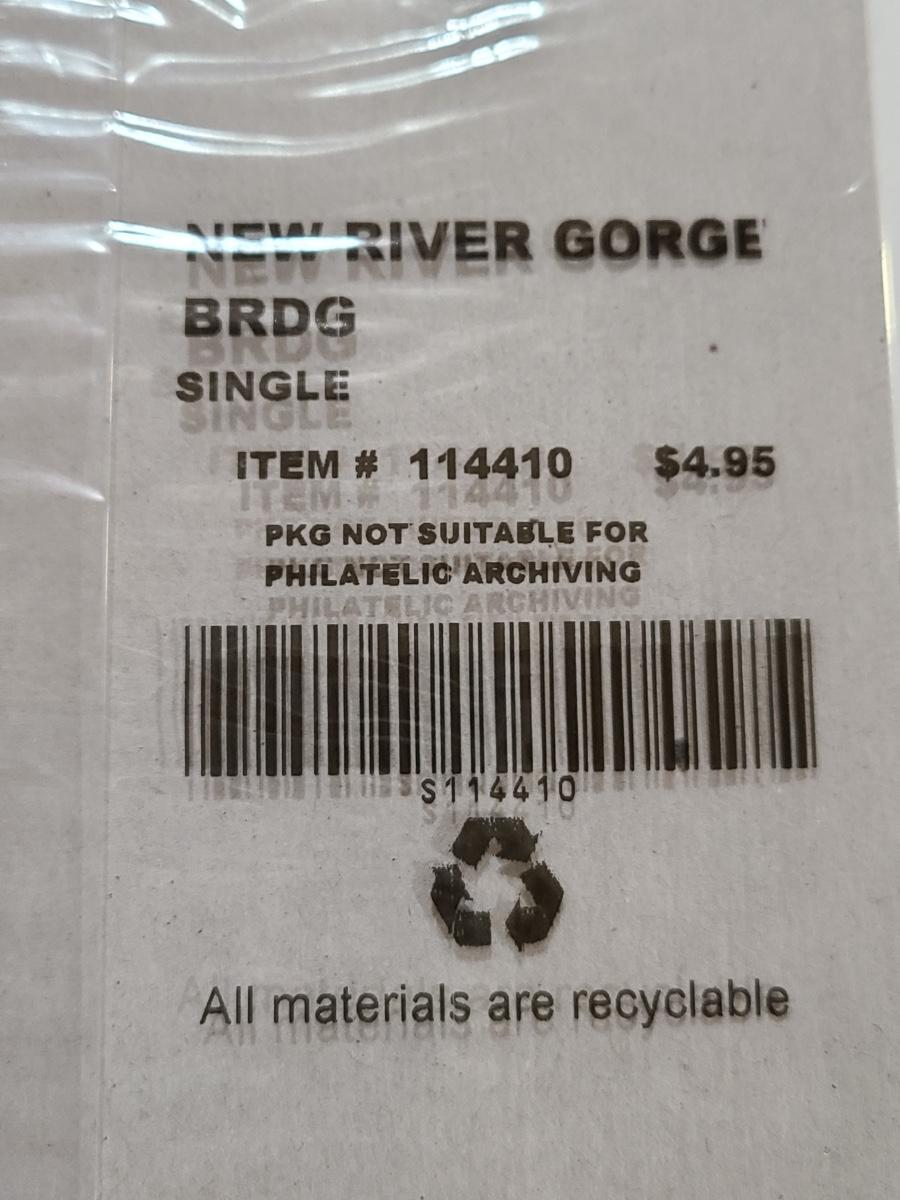 NEW RIVER GORGE
BRDG
SINGLE
ITEM # 114410 $4.95
PKG NOT SUITABLE FOR
PHILATELIC ARCHIVING
S114410
All materials are recyclable